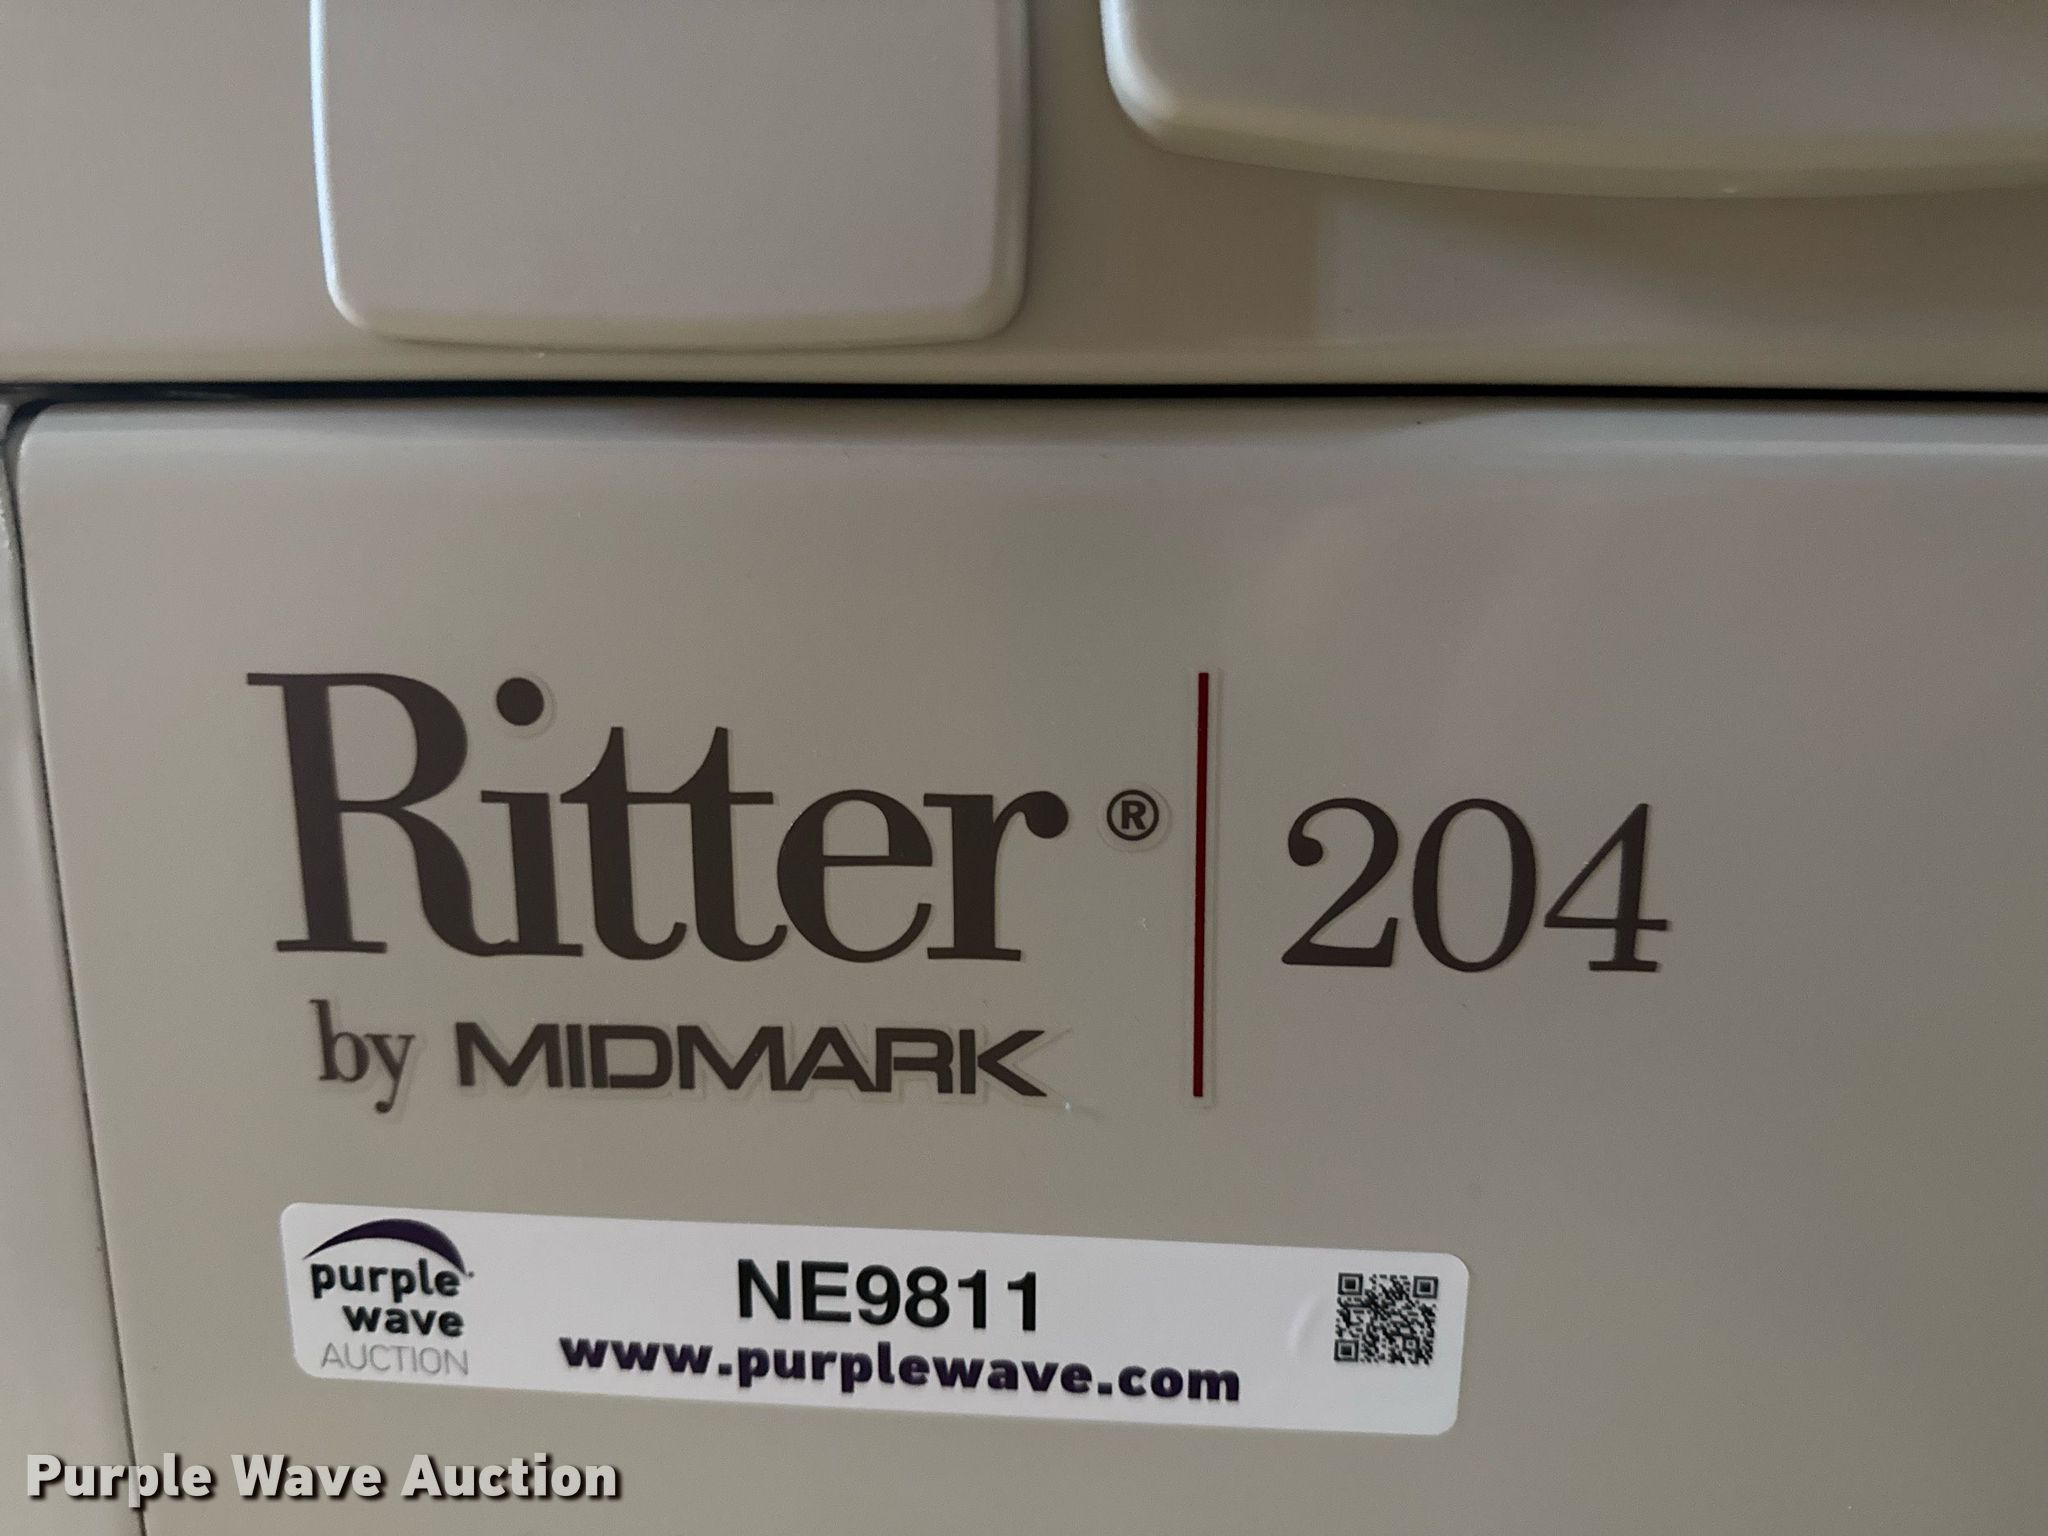 Ritter® | 204
by MIDMARK
purple
wave
AUCTION
NE9811
www.purplewave.com
Purple Wave Auction